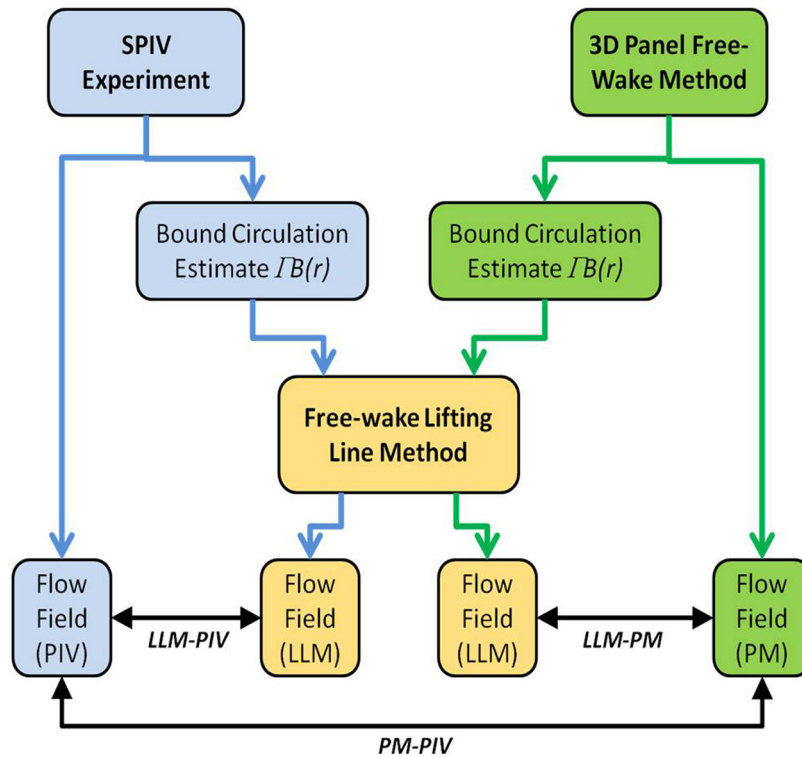 SPIV
Experiment
3D Panel Free-
Wake Method
Bound Circulation
Estimate ΓB(r)
Bound Circulation
Estimate ΓB(r)
Free-wake Lifting
Line Method
Flow
Field
(PIV)
LLM-PIV
Flow
Field
(LLM)
Flow
Field
(LLM)
LLM-PM
Flow
Field
(PM)
PM-PIV